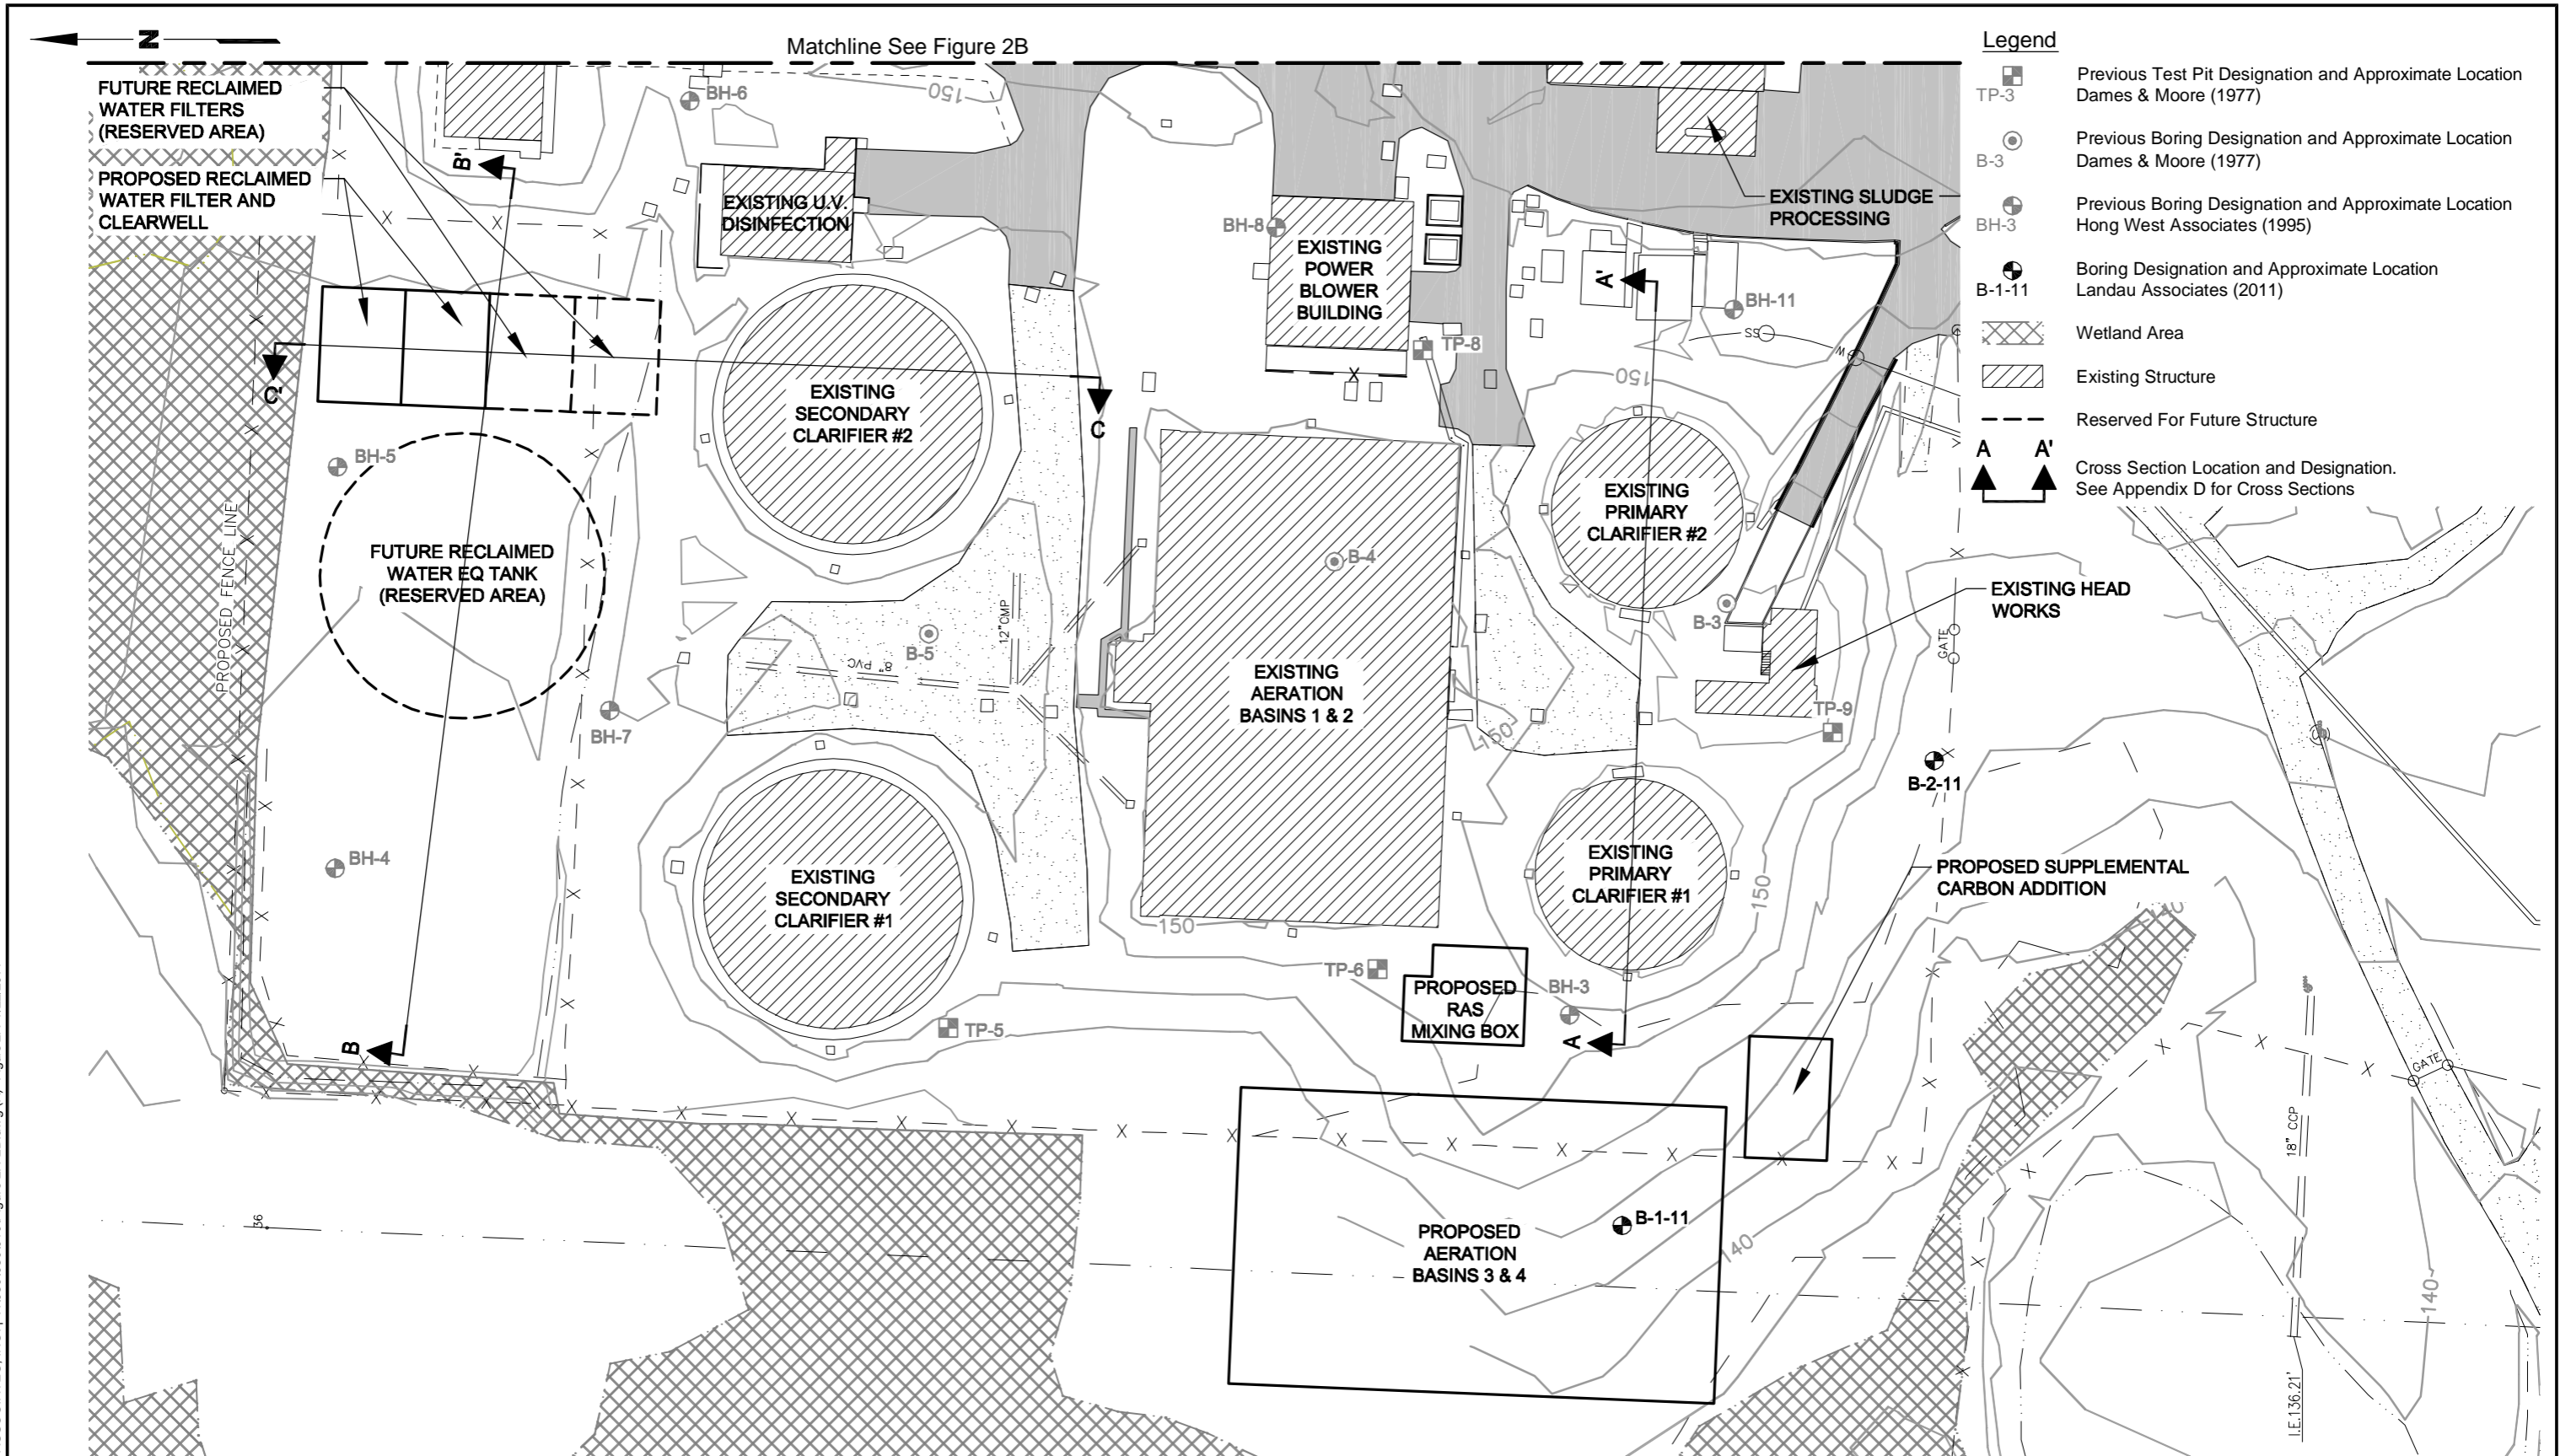 N
Matchline See Figure 2B
FUTURE RECLAIMED
WATER FILTERS
(RESERVED AREA)
PROPOSED RECLAIMED
WATER FILTER AND
CLEARWELL
B'
BH-6
150
EXISTING U.V.
DISINFECTION
BH-8
EXISTING
POWER
BLOWER
BUILDING
TP-8
X
EXISTING SLUDGE
PROCESSING
A'
BH-11
SS
W
150
C'
C
EXISTING
SECONDARY
CLARIFIER #2
BH-5
FUTURE RECLAIMED
WATER EQ TANK
(RESERVED AREA)
PROPOSED FENCE LINE
BH-7
BH-4
B
B-5
8" PVC
12"CMP
B-4
EXISTING
AERATION
BASINS 1 & 2
EXISTING
PRIMARY
CLARIFIER #2
B-3
EXISTING HEAD
WORKS
GATE
TP-9
B-2-11
150
EXISTING
SECONDARY
CLARIFIER #1
150
EXISTING
PRIMARY
CLARIFIER #1
150
PROPOSED SUPPLEMENTAL
CARBON ADDITION
140
TP-5
TP-6
PROPOSED
RAS
MIXING BOX
BH-3
A
PROPOSED
AERATION
BASINS 3 & 4
B-1-11
140
36
GATE
18" CCP
I.E.136.21'
140
Legend
TP-3
Previous Test Pit Designation and Approximate Location
Dames & Moore (1977)
B-3
Previous Boring Designation and Approximate Location
Dames & Moore (1977)
BH-3
Previous Boring Designation and Approximate Location
Hong West Associates (1995)
B-1-11
Boring Designation and Approximate Location
Landau Associates (2011)
Wetland Area
Existing Structure
Reserved For Future Structure
A A'
Cross Section Location and Designation.
See Appendix D for Cross Sections